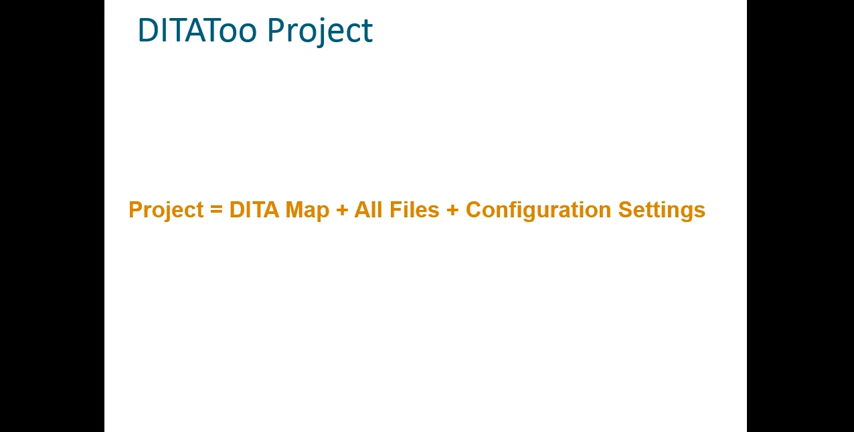 DITAToo Project
Project = DITA Map + All Files + Configuration Settings